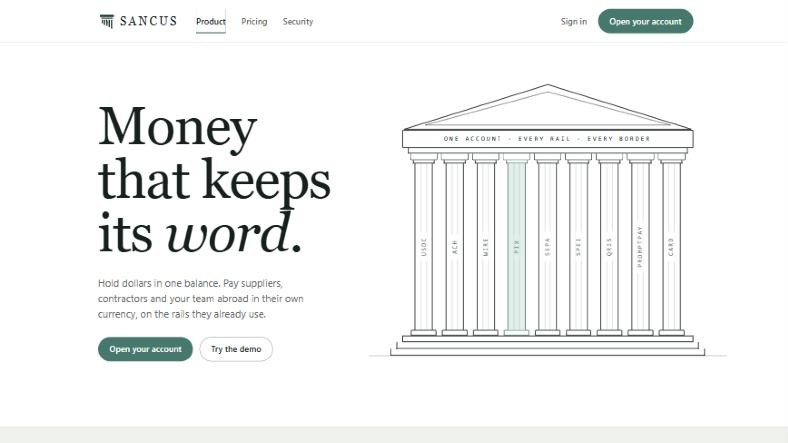 SANCUS
Product
Pricing
Security
Sign in
Open your account
Money
that keeps
its word.
Hold dollars in one balance. Pay suppliers,
contractors and your team abroad in their own
currency, on the rails they already use.
Open your account
Try the demo
ONE ACCOUNT · EVERY RAIL · EVERY BORDER
USDC
ACH
WIRE
PIX
SEPA
SPEI
QRIS
PROMPTPAY
CARD